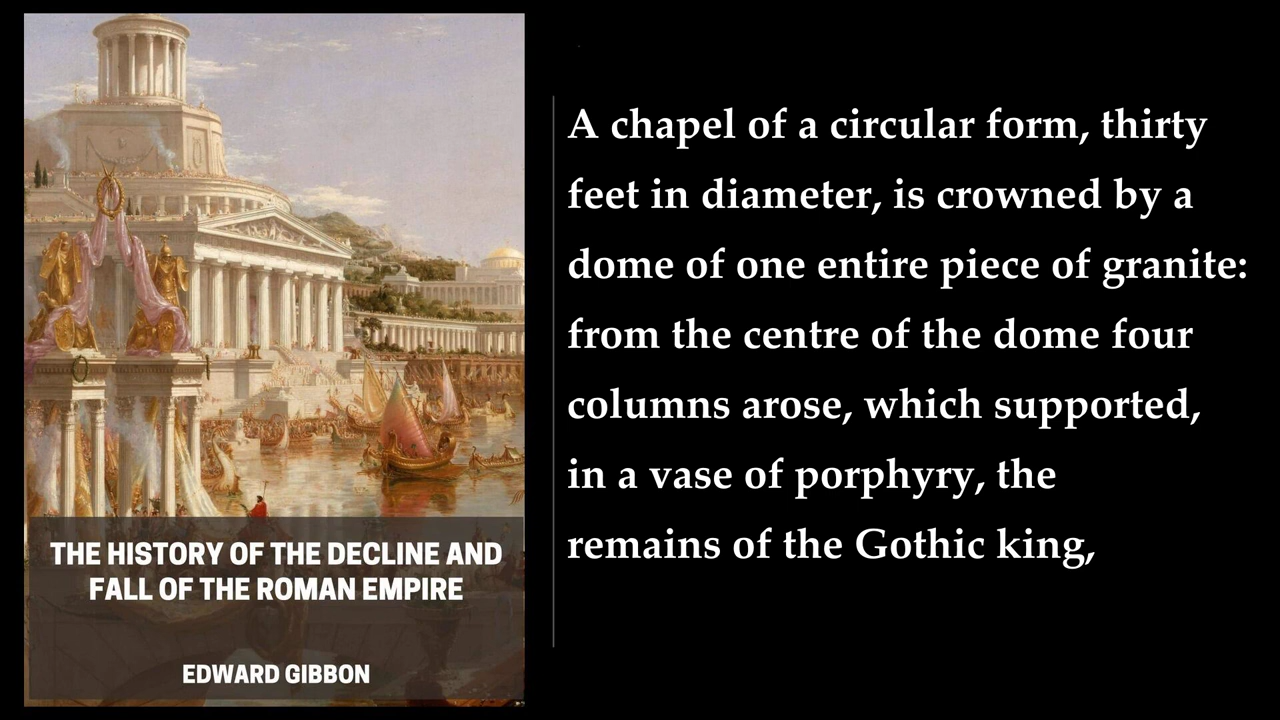 THE HISTORY OF THE DECLINE AND
FALL OF THE ROMAN EMPIRE
EDWARD GIBBON
A chapel of a circular form, thirty
feet in diameter, is crowned by a
dome of one entire piece of granite:
from the centre of the dome four
columns arose, which supported,
in a vase of porphyry, the
remains of the Gothic king,